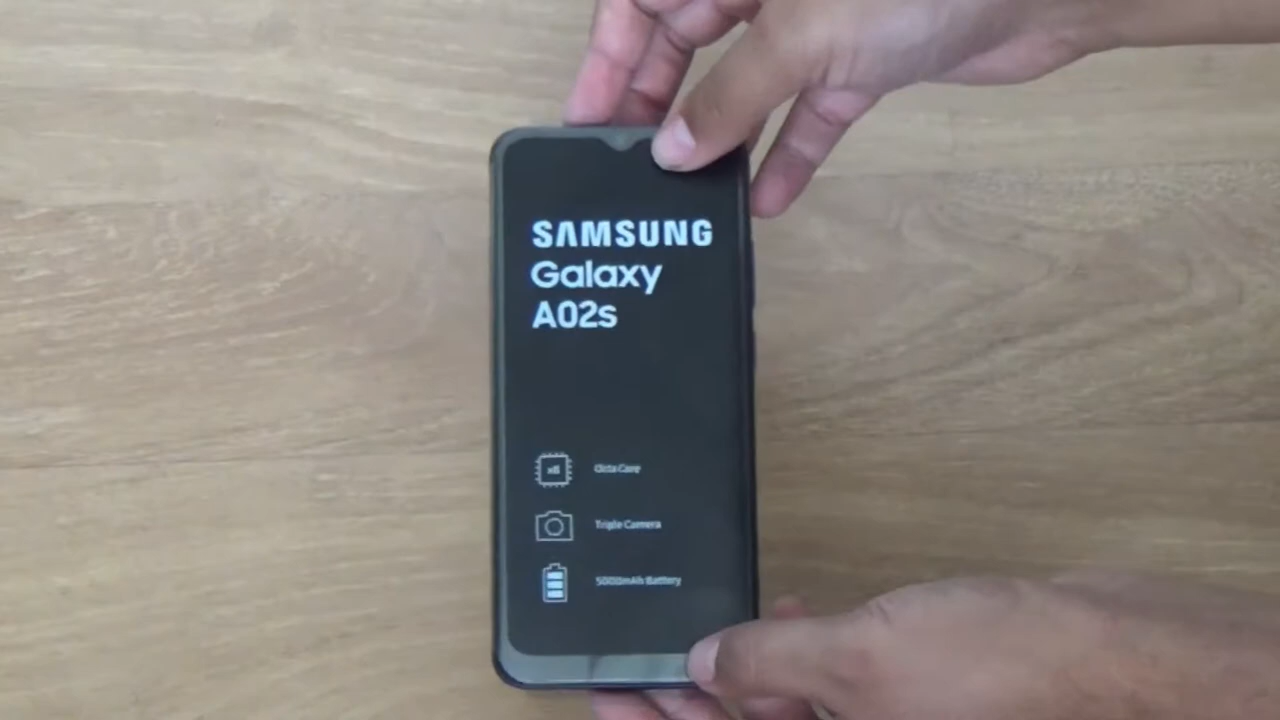 SAMSUNG
Galaxy
A02s
Octa Core
Triple Camera
5000mAh Battery